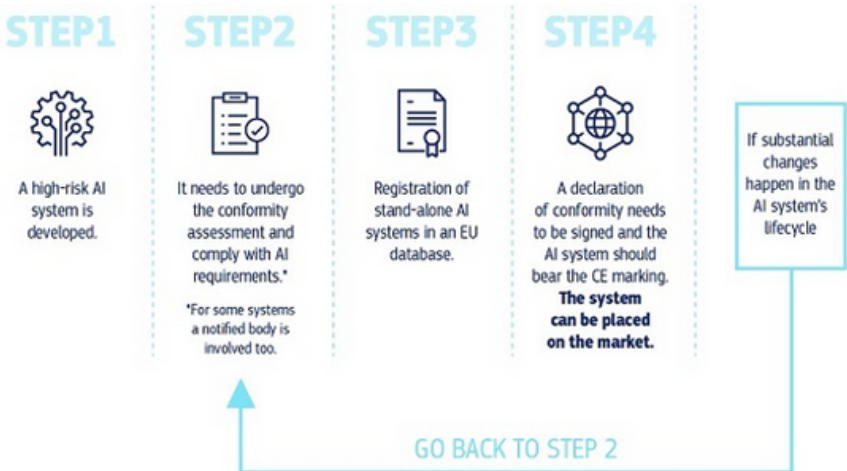 STEP1
A high-risk AI
system is
developed.
STEP2
It needs to undergo
the conformity
assessment and
comply with AI
requirements.*
*For some systems
a notified body is
involved too.
STEP3
Registration of
stand-alone AI
systems in an EU
database.
STEP4
A declaration
of conformity needs
to be signed and the
AI system should
bear the CE marking.
The system
can be placed
on the market.
If substantial
changes
happen in the
AI system's
lifecycle
GO BACK TO STEP 2